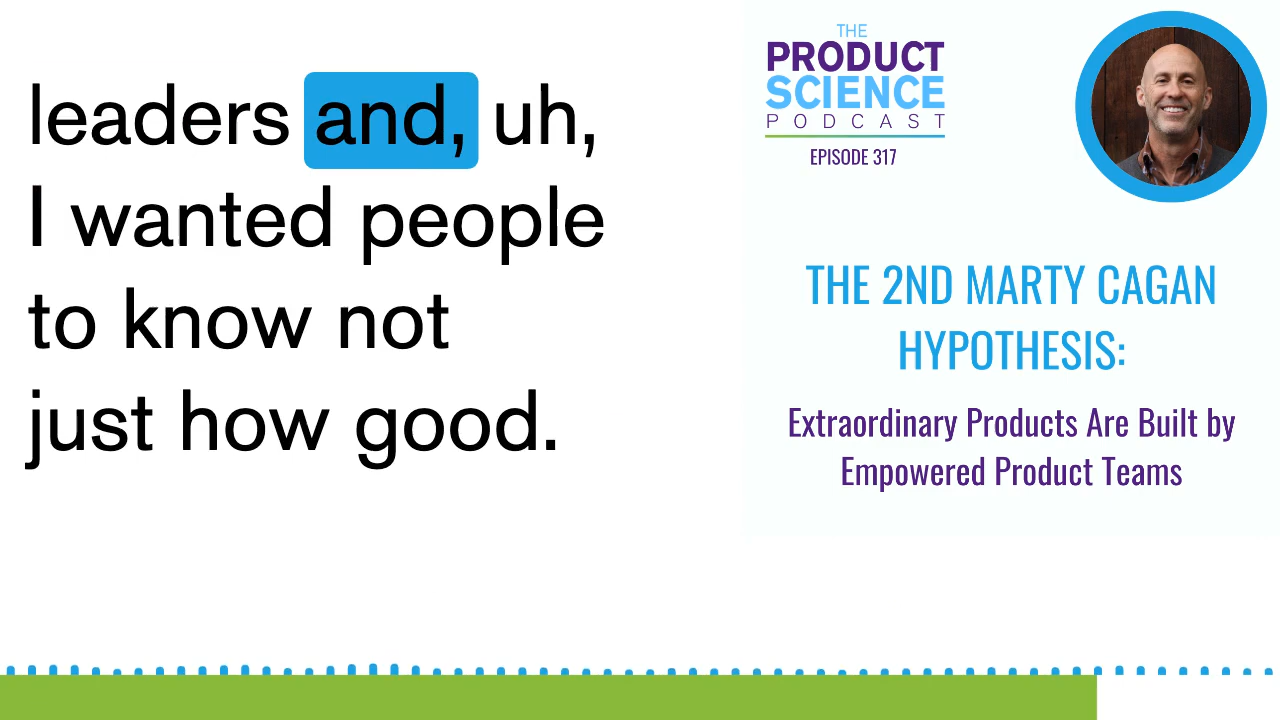 leaders and, uh,
I wanted people
to know not
just how good.
THE
PRODUCT
SCIENCE
PODCAST
EPISODE 317
THE 2ND MARTY CAGAN
HYPOTHESIS:
Extraordinary Products Are Built by
Empowered Product Teams